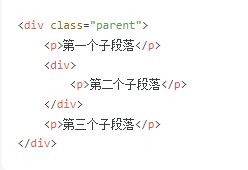 <div class="parent">
    <p>第一个子段落</p>
    <div>
        <p>第二个子段落</p>
    </div>
    <p>第三个子段落</p>
</div>